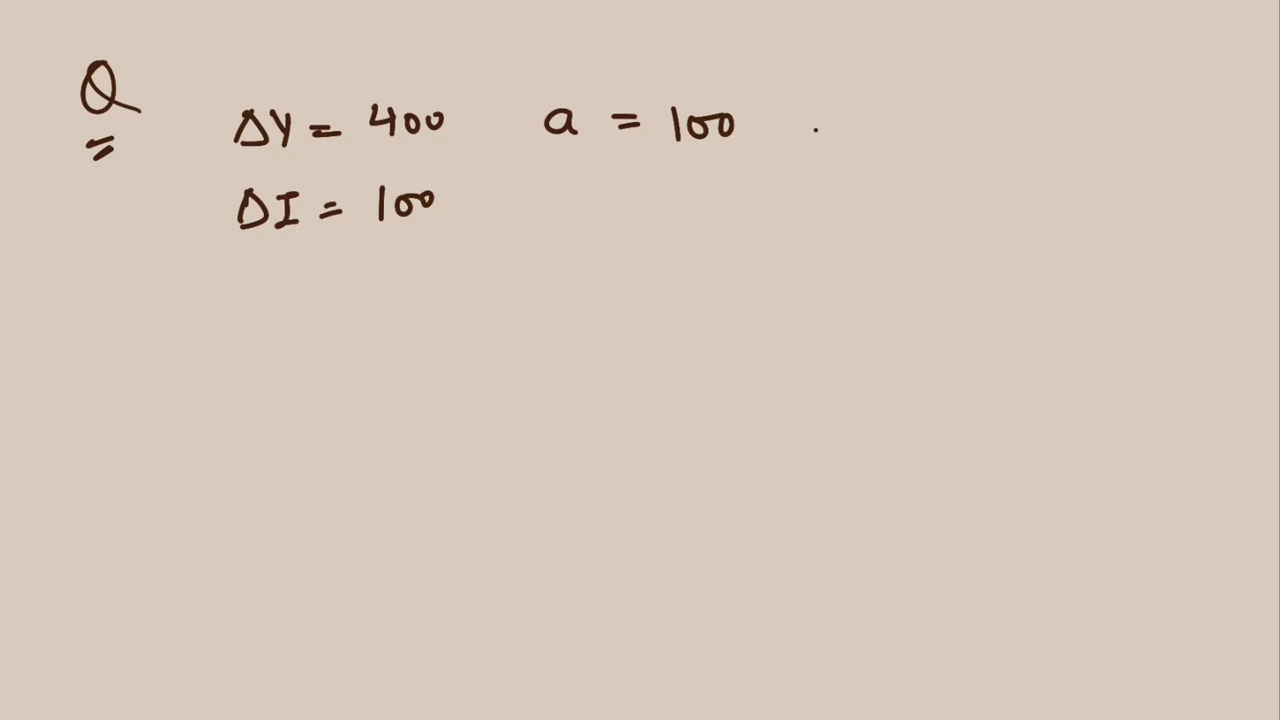 Q
ΔY = 400 a = 100 .
ΔI = 100